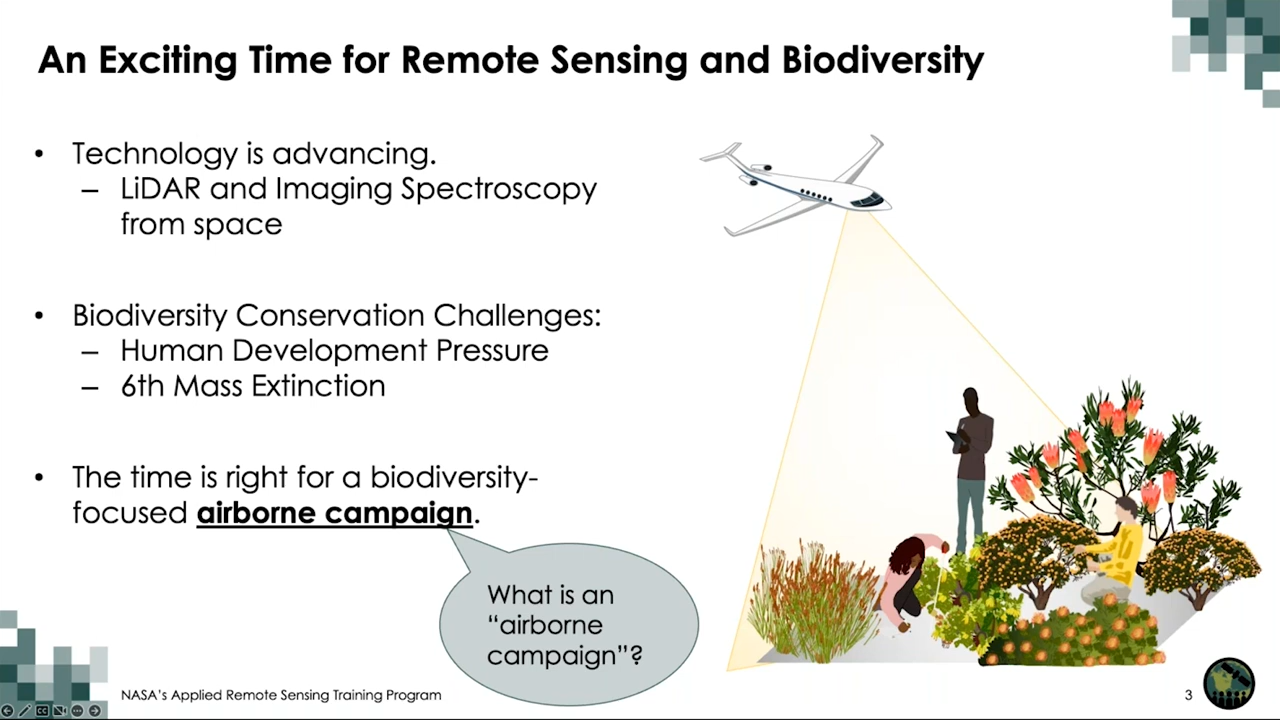 An Exciting Time for Remote Sensing and Biodiversity
• Technology is advancing.
– LiDAR and Imaging Spectroscopy
from space
• Biodiversity Conservation Challenges:
– Human Development Pressure
– 6th Mass Extinction
• The time is right for a biodiversity-
focused airborne campaign.
What is an
“airborne
campaign”?
NASA’s Applied Remote Sensing Training Program
3